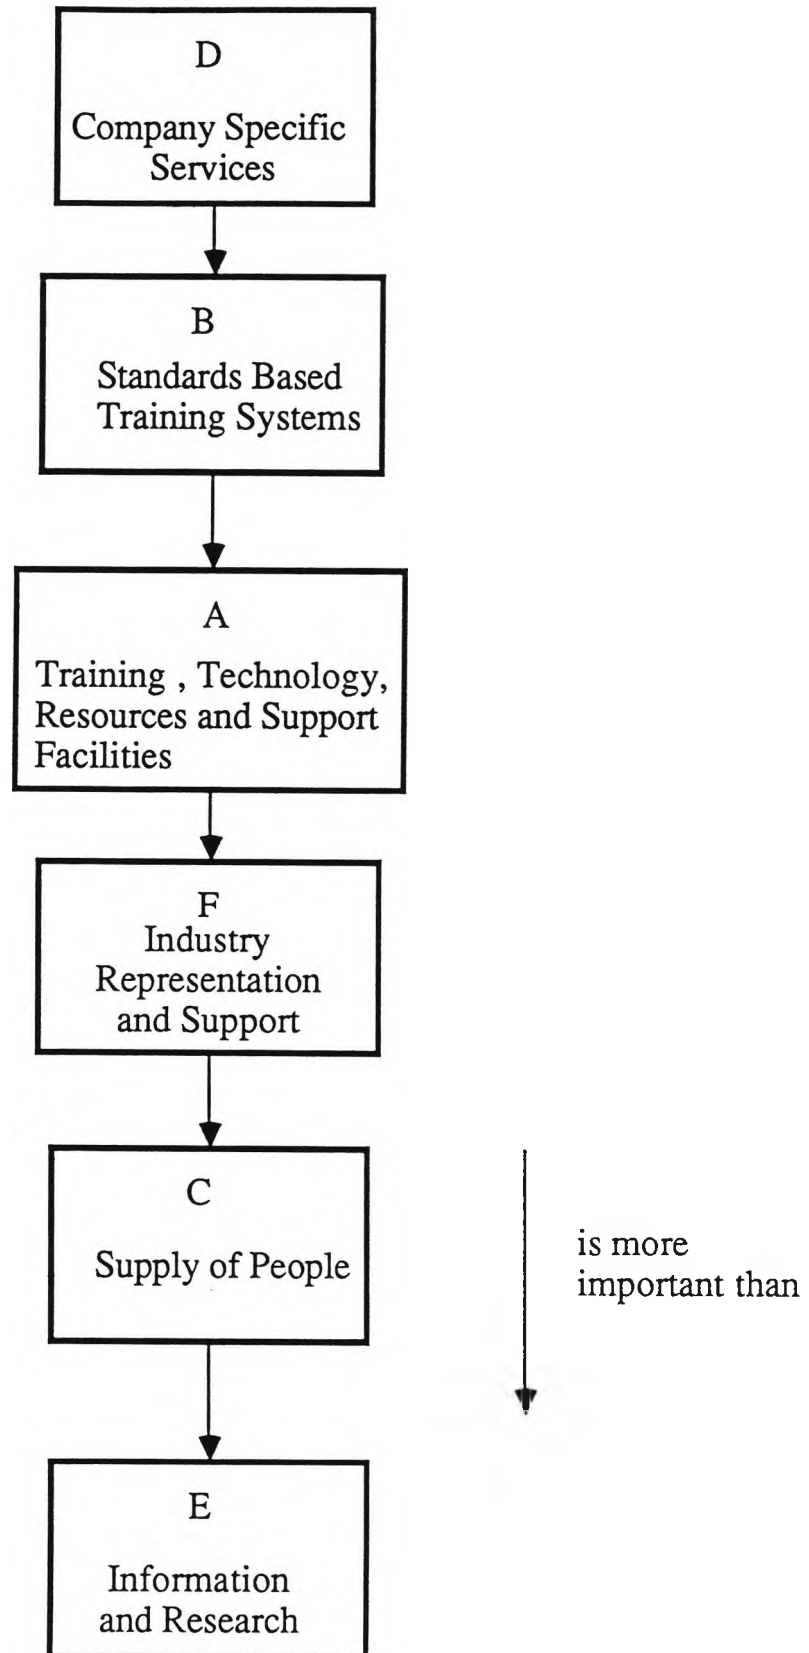 D
Company Specific
Services
B
Standards Based
Training Systems
A
Training , Technology,
Resources and Support
Facilities
F
Industry
Representation
and Support
C
Supply of People
is more
important than
E
Information
and Research